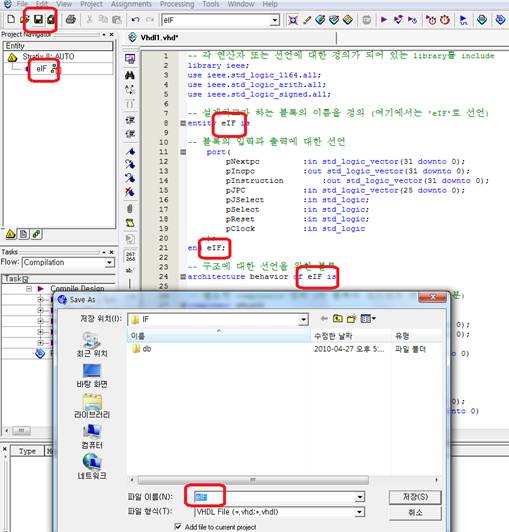 File Edit View Project Assignments Processing Tools Window Help
eIF
Project Navigator
Entity
Stratix II: AUTO
eIF
Tasks
Flow: Compilation
Task
Compile Design
Vhdl1.vhd*
1 -- 각 연산자 또는 선언에 대한 정의가 되어 있는 library를 include
2 library ieee;
3 use ieee.std_logic_1164.all;
4 use ieee.std_logic_arith.all;
5 use ieee.std_logic_signed.all;
6
7 -- 설계하고자 하는 블록의 이름을 정의 (여기에서는 'eIF'로 선언)
8 entity eIF is
9
10 -- 블록의 입력과 출력에 대한 선언
11 port(
12 pNextpc :in std_logic_vector(31 downto 0);
13 pIncpc :out std_logic_vector(31 downto 0);
14 pInstruction :out std_logic_vector(31 downto 0);
15 pJPC :in std_logic_vector(25 downto 0);
16 pJSelect :in std_logic;
17 pSelect :in std_logic;
18 pReset :in std_logic;
19 pClock :in std_logic
20 );
21 end eIF;
22
23 -- 구조에 대한 선언을 위한 블록
24 architecture behavior of eIF is
Save As
저장 위치(I): IF
최근 위치
바탕 화면
라이브러리
컴퓨터
네트워크
이름 수정한 날짜 유형
db 2010-04-27 오후 5:... 파일 폴더
파일 이름(N): eIF 저장(S)
파일 형식(T): VHDL File (*.vhd;*.vhdl) 취소
Add file to current project
Type